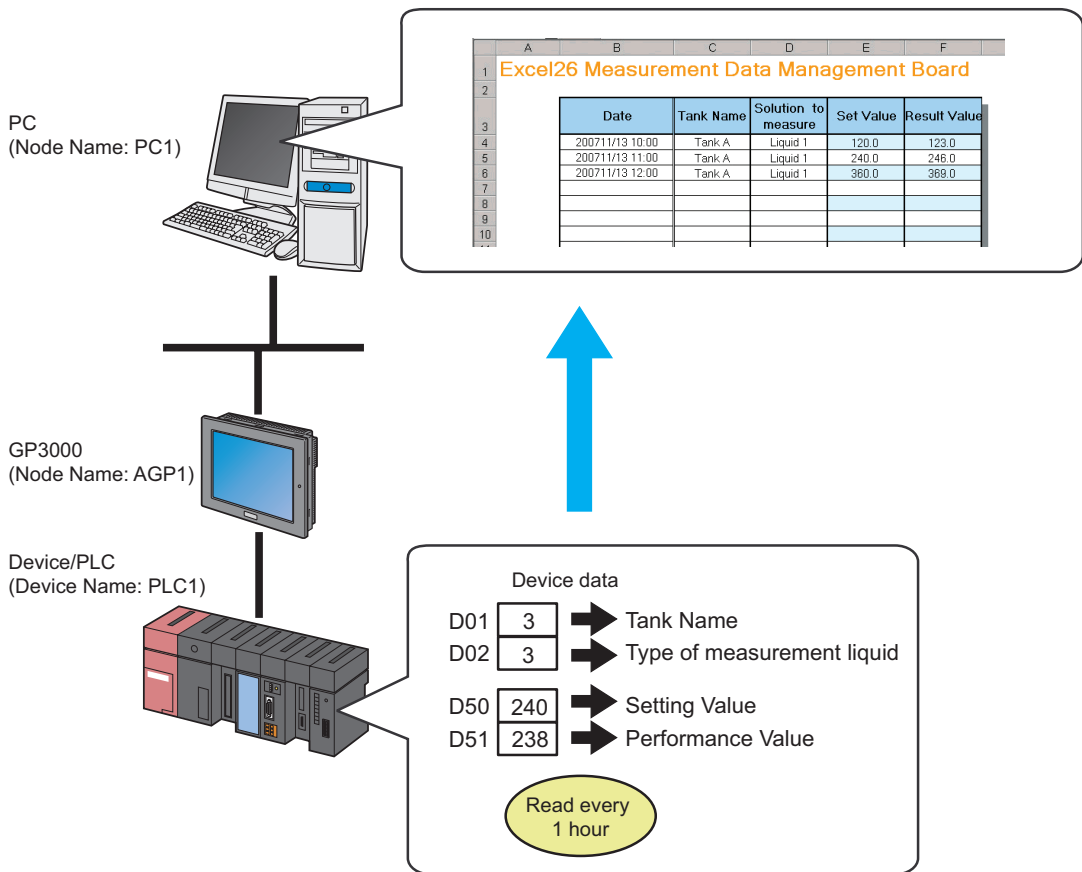 PC
(Node Name: PC1)
A B C D E F
1 Excel26 Measurement Data Management Board
2
3 Date Tank Name Solution to measure Set Value Result Value
4 200711/13 10:00 Tank A Liquid 1 120.0 123.0
5 200711/13 11:00 Tank A Liquid 1 240.0 246.0
6 200711/13 12:00 Tank A Liquid 1 360.0 369.0
7
8
9
10
GP3000
(Node Name: AGP1)
Device/PLC
(Device Name: PLC1)
Device data
D01 3 Tank Name
D02 3 Type of measurement liquid
D50 240 Setting Value
D51 238 Performance Value
Read every
1 hour